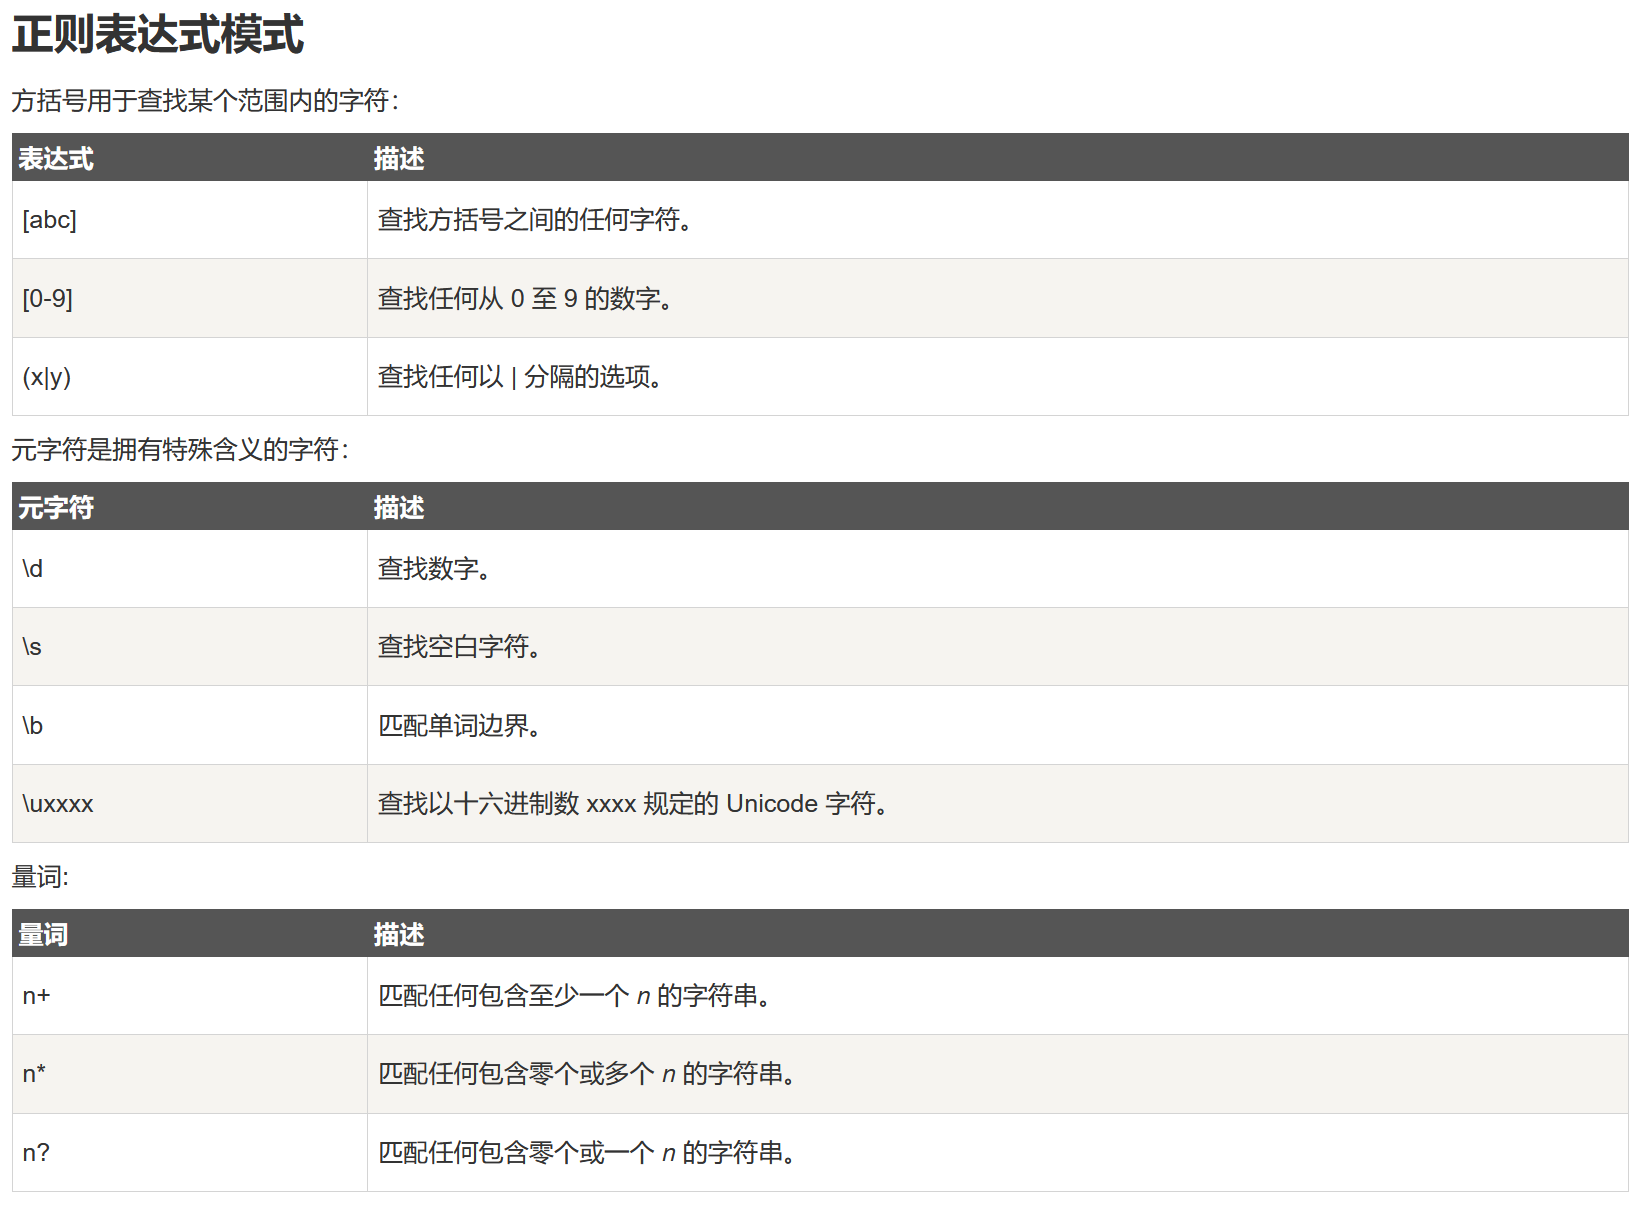 正则表达式模式
方括号用于查找某个范围内的字符：
表达式 描述
[abc] 查找方括号之间的任何字符。
[0-9] 查找任何从 0 至 9 的数字。
(x|y) 查找任何以 | 分隔的选项。
元字符是拥有特殊含义的字符：
元字符 描述
\d 查找数字。
\s 查找空白字符。
\b 匹配单词边界。
\uxxxx 查找以十六进制数 xxxx 规定的 Unicode 字符。
量词:
量词 描述
n+ 匹配任何包含至少一个 n 的字符串。
n* 匹配任何包含零个或多个 n 的字符串。
n? 匹配任何包含零个或一个 n 的字符串。